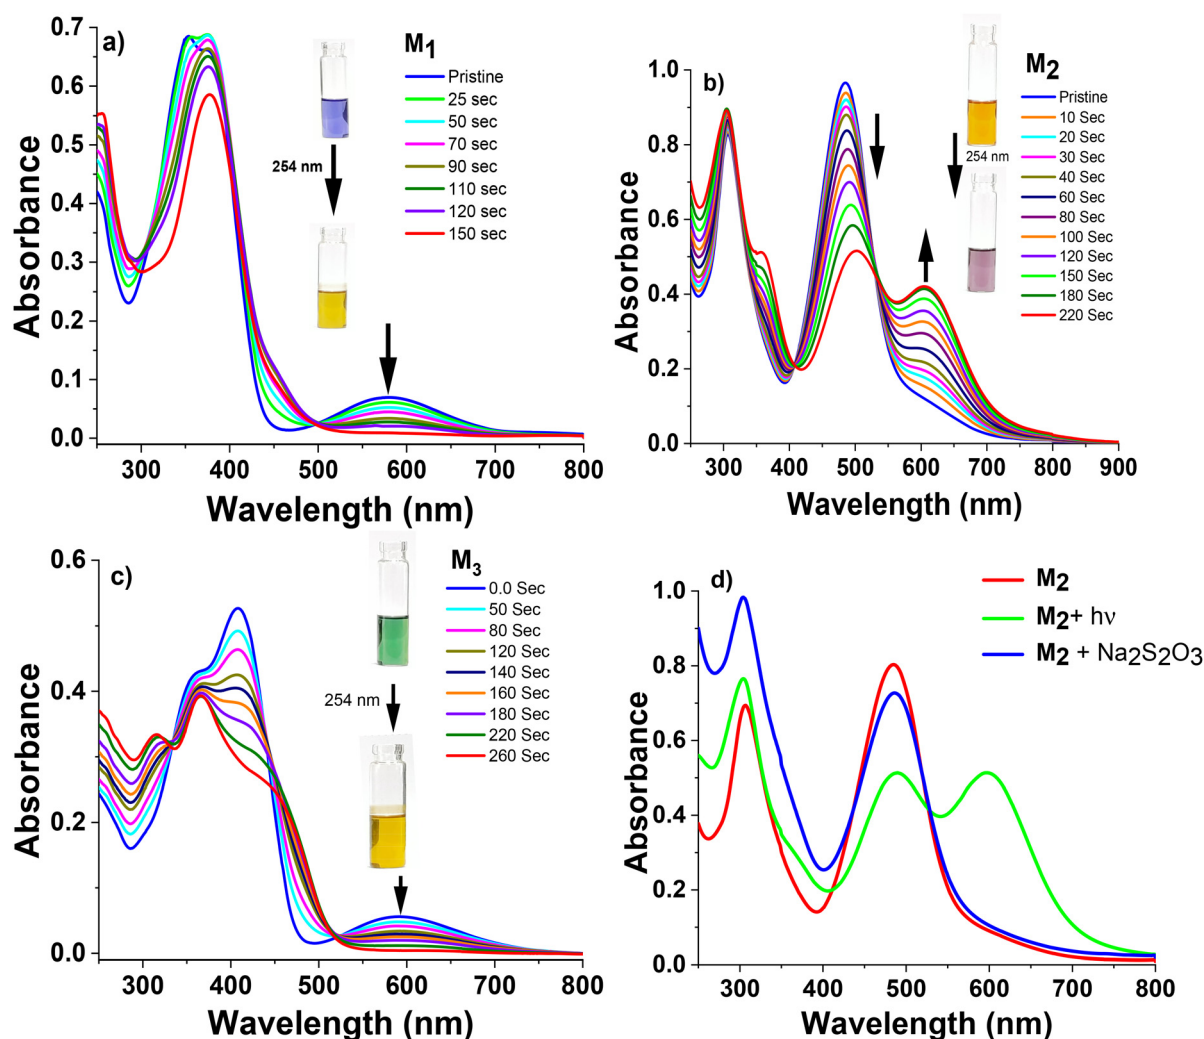 a)
M1
Pristine
25 sec
50 sec
70 sec
90 sec
110 sec
120 sec
150 sec
254 nm
0.7
0.6
0.5
0.4
0.3
0.2
0.1
0.0
Absorbance
300 400 500 600 700 800
Wavelength (nm)
b)
M2
Pristine
10 Sec
20 Sec
30 Sec
40 Sec
60 Sec
80 Sec
100 Sec
120 Sec
150 Sec
180 Sec
220 Sec
254 nm
1.0
0.8
0.6
0.4
0.2
0.0
Absorbance
300 400 500 600 700 800 900
Wavelength (nm)
c)
M3
0.0 Sec
50 Sec
80 Sec
120 Sec
140 Sec
160 Sec
180 Sec
220 Sec
260 Sec
254 nm
0.6
0.4
0.2
0.0
Absorbance
300 400 500 600 700 800
Wavelength (nm)
d)
M2
M2+ hν
M2 + Na2S2O3
1.0
0.8
0.6
0.4
0.2
0.0
Absorbance
300 400 500 600 700 800
Wavelength (nm)